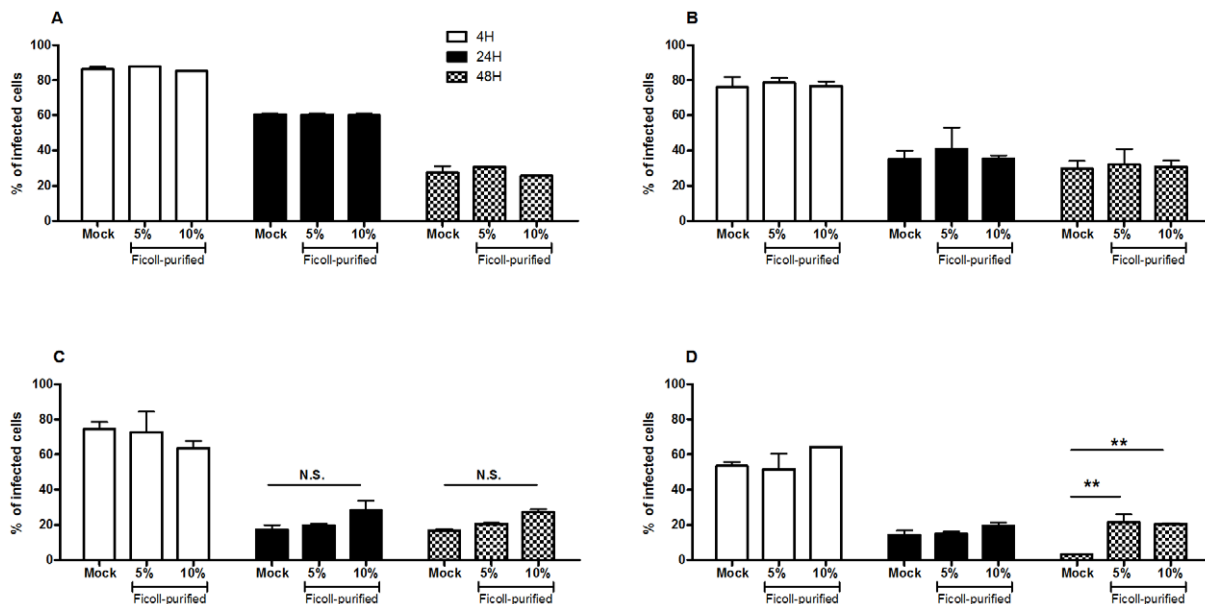 A
% of infected cells
100
80
60
40
20
0
4H
24H
48H
Mock 5% 10% Mock 5% 10% Mock 5% 10%
Ficoll-purified Ficoll-purified Ficoll-purified
B
% of infected cells
100
80
60
40
20
0
Mock 5% 10% Mock 5% 10% Mock 5% 10%
Ficoll-purified Ficoll-purified Ficoll-purified
C
% of infected cells
100
80
60
40
20
0
N.S. N.S.
Mock 5% 10% Mock 5% 10% Mock 5% 10%
Ficoll-purified Ficoll-purified Ficoll-purified
D
% of infected cells
100
80
60
40
20
0
**
**
Mock 5% 10% Mock 5% 10% Mock 5% 10%
Ficoll-purified Ficoll-purified Ficoll-purified